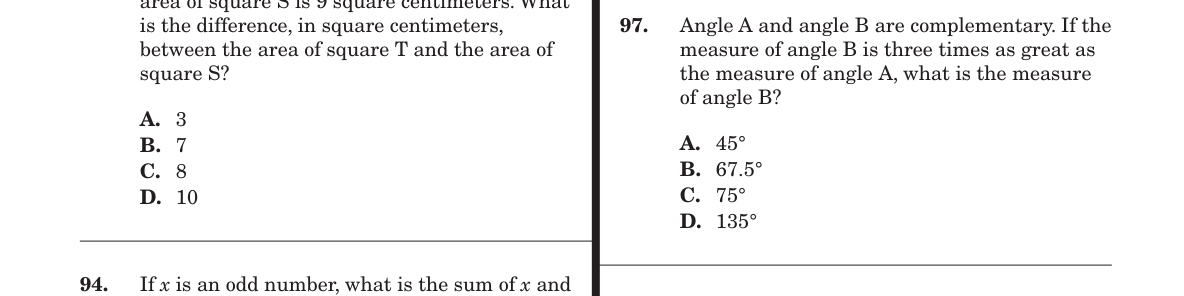 area of square S is 9 square centimeters. What
is the difference, in square centimeters,
between the area of square T and the area of
square S?
A. 3
B. 7
C. 8
D. 10
94. If x is an odd number, what is the sum of x and
97. Angle A and angle B are complementary. If the
measure of angle B is three times as great as
the measure of angle A, what is the measure
of angle B?
A. 45°
B. 67.5°
C. 75°
D. 135°